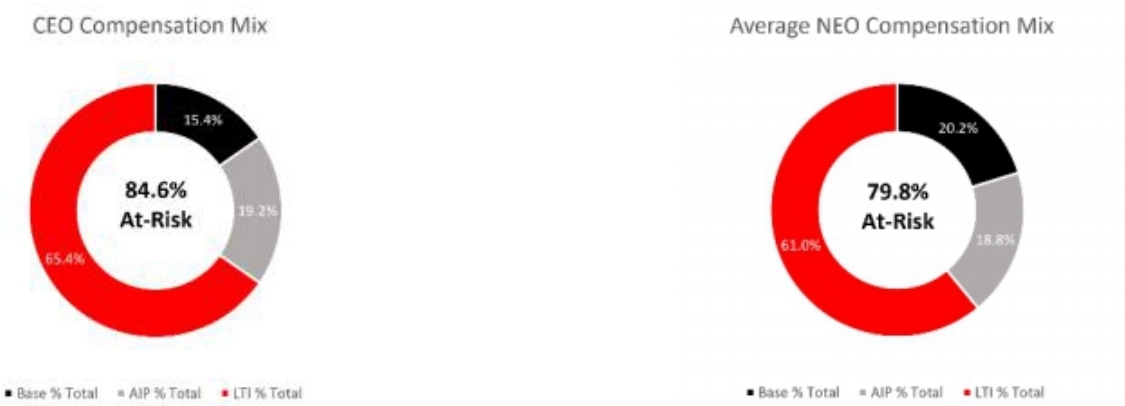 CEO Compensation Mix
15.4%
84.6%
At-Risk
19.2%
65.4%
Base % Total AIP % Total LTI % Total
Average NEO Compensation Mix
20.2%
79.8%
At-Risk
18.8%
61.0%
Base % Total AIP % Total LTI % Total